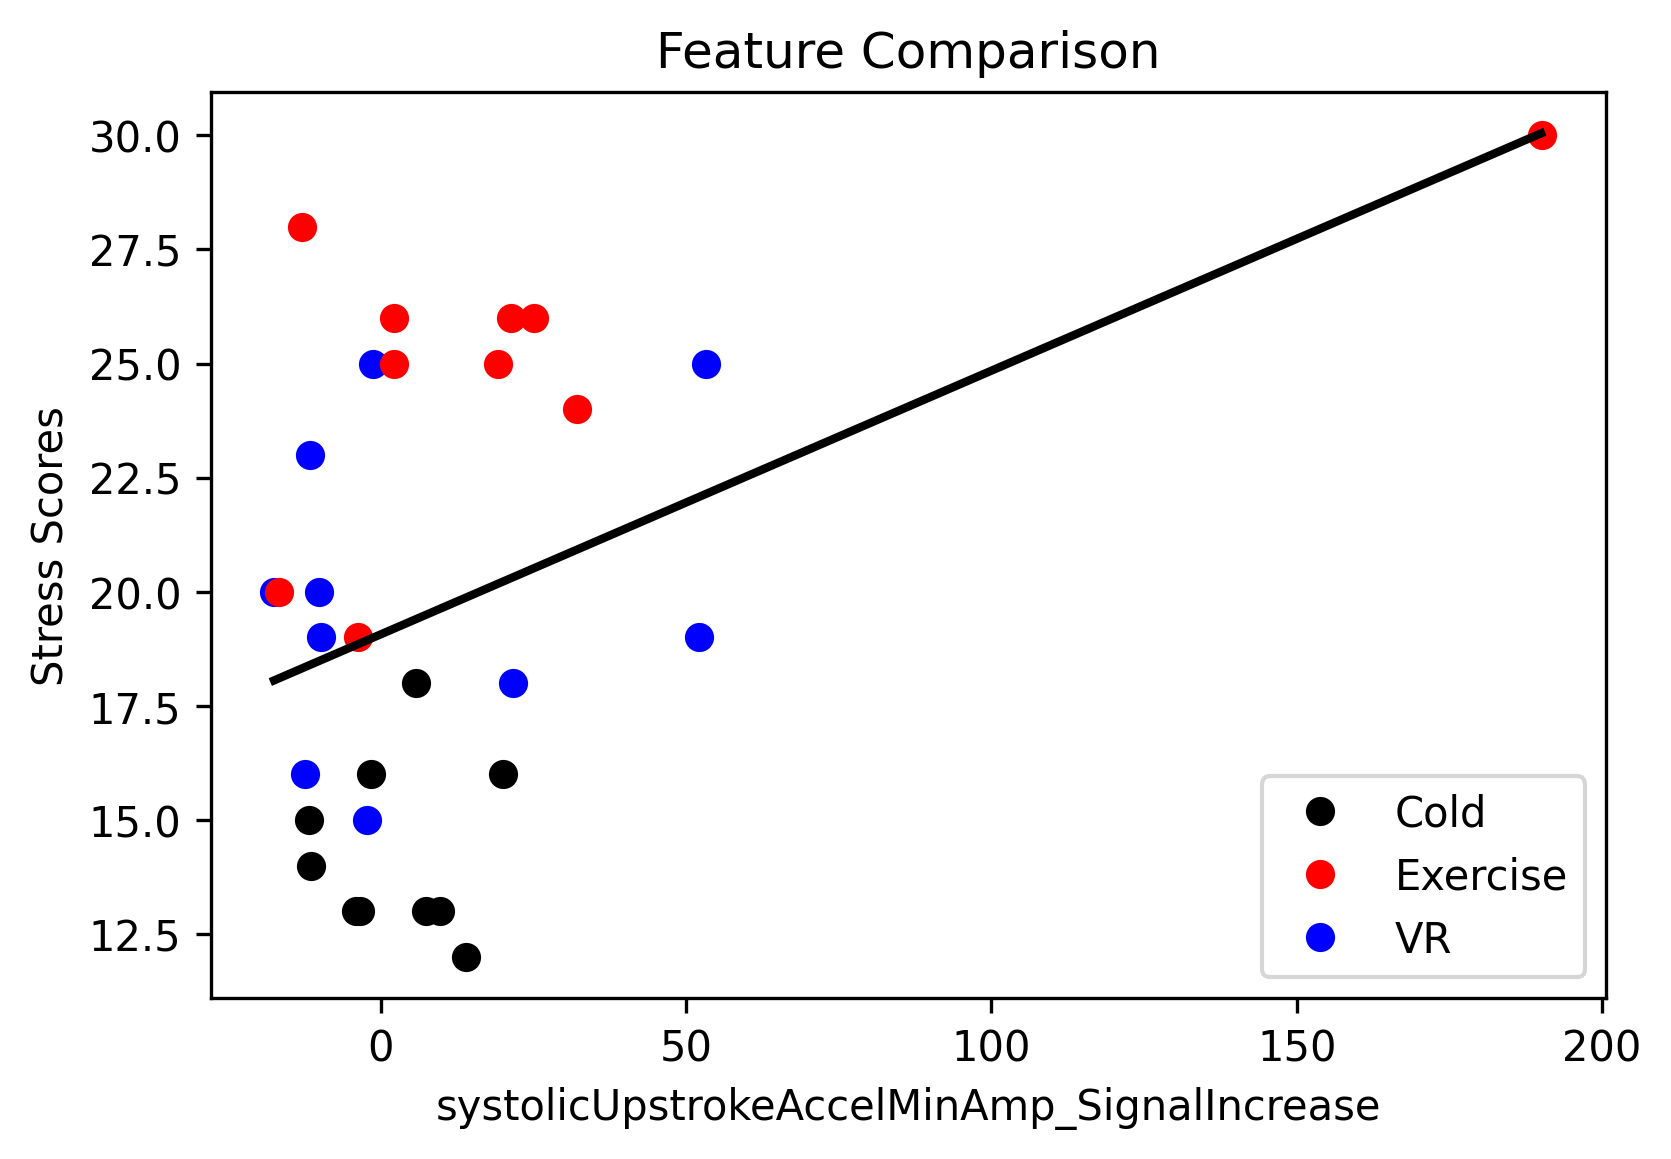 Feature Comparison
30.0
27.5
25.0
22.5
20.0
17.5
15.0
12.5
Stress Scores
Cold
Exercise
VR
0 50 100 150 200
systolicUpstrokeAccelMinAmp_SignalIncrease